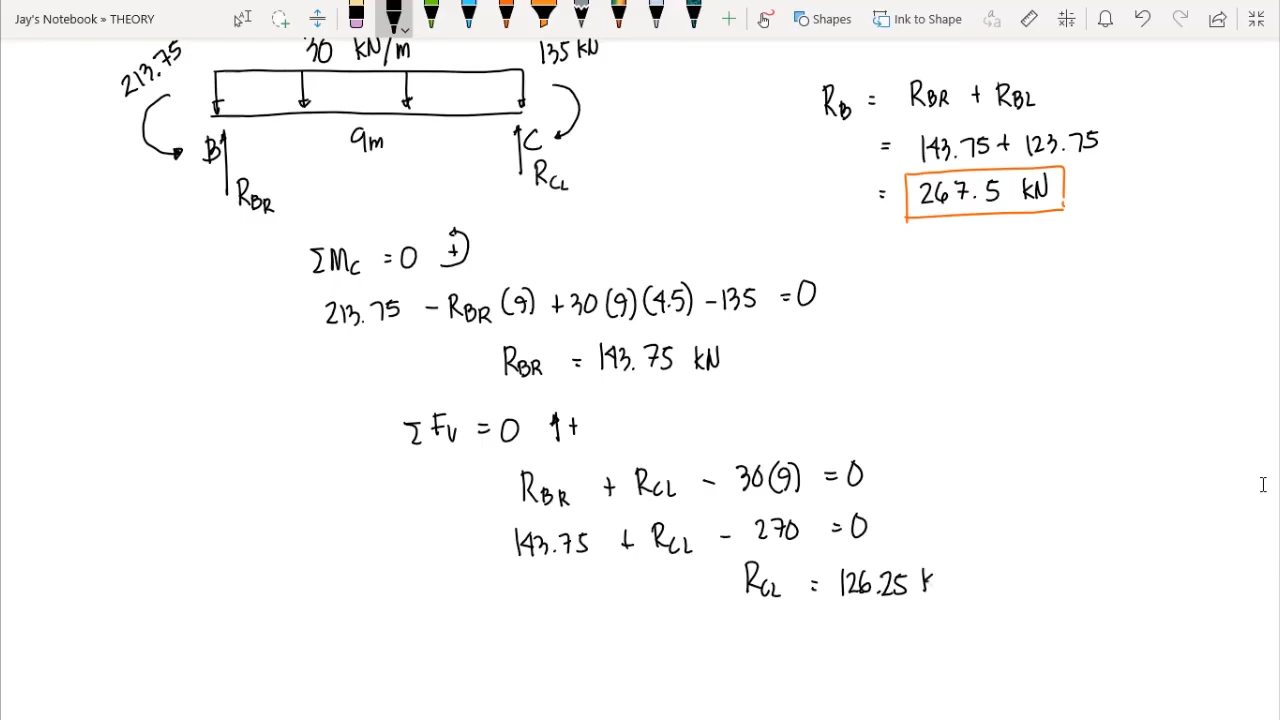 Jay's Notebook » THEORY
Shapes
Ink to Shape
213.75
30 kN/m
135 kN
B
9m
C
RBR
RCL
RB = RBR + RBL
= 143.75 + 123.75
= 267.5 kN
ΣMC = 0 +
213.75 - RBR (9) + 30 (9) (4.5) - 135 = 0
RBR = 143.75 kN
Σ FV = 0 ↑+
RBR + RCL - 30(9) = 0
143.75 + RCL - 270 = 0
RCL = 126.25 k